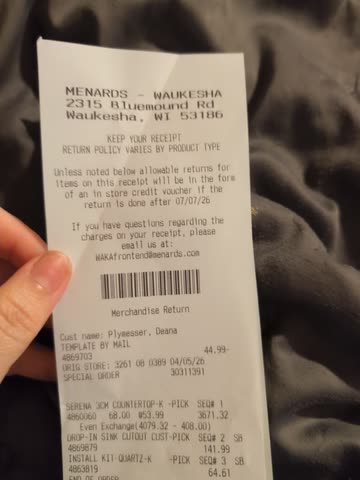 MENARDS - WAUKESHA
2315 Bluemound Rd
Waukesha, WI 53186
KEEP YOUR RECEIPT
RETURN POLICY VARIES BY PRODUCT TYPE
Unless noted below allowable returns for
items on this receipt will be in the form
of an in store credit voucher if the
return is done after 07/07/26
If you have questions regarding the
charges on your receipt, please
email us at:
WAKAfrontend@menards.com
Merchandise Return
Cust name: Plymesser, Deana
TEMPLATE BY MAIL
4869703 44.99-
ORIG STORE: 3261 08 0389 04/05/26
SPECIAL ORDER 30311391
SERENA 3CM COUNTERTOP-K -PICK SEQ# 1
4860060 68.00 @53.99 3671.32
Even Exchange(4079.32 - 408.00)
DROP-IN SINK CUTOUT CUST-PICK SEQ# 2 SB
4869879 141.99
INSTALL KIT-QUARTZ-K -PICK SEQ# 3 SB
4863819 64.61
END OF ORDER